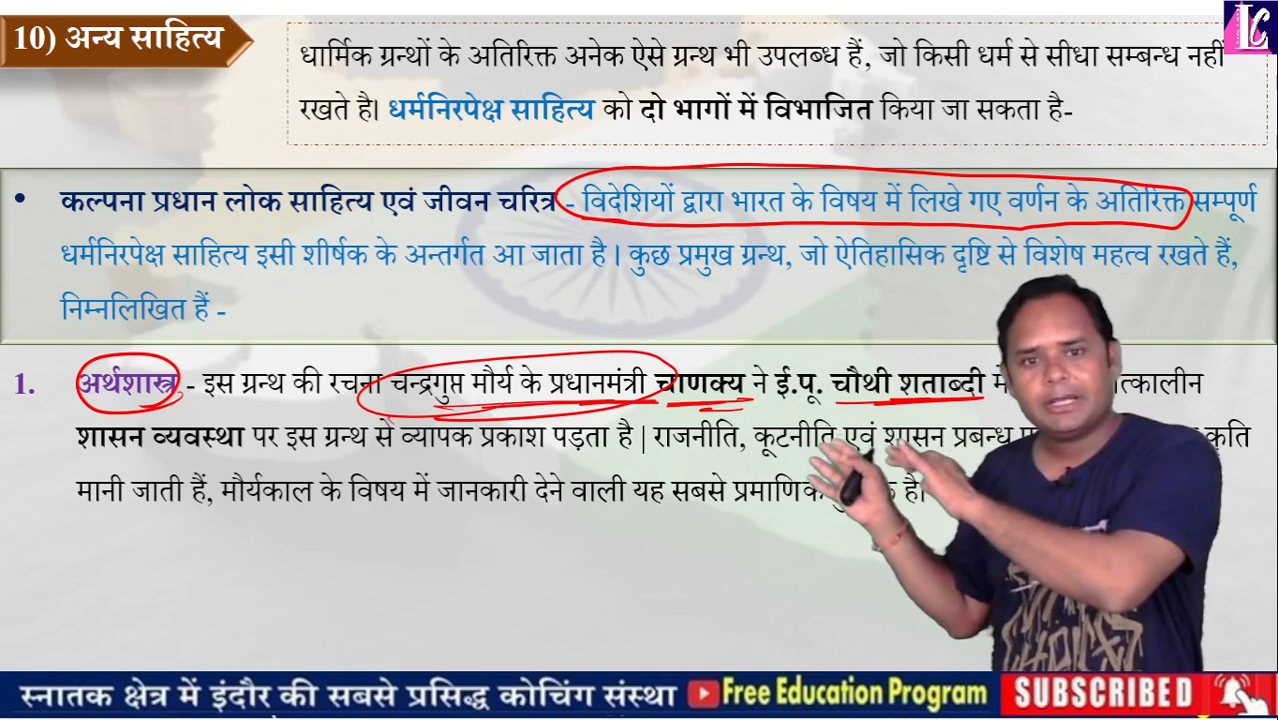 10) अन्य साहित्य
LC
धार्मिक ग्रन्थों के अतिरिक्त अनेक ऐसे ग्रन्थ भी उपलब्ध हैं, जो किसी धर्म से सीधा सम्बन्ध नहीं
रखते है। धर्मनिरपेक्ष साहित्य को दो भागों में विभाजित किया जा सकता है-
• कल्पना प्रधान लोक साहित्य एवं जीवन चरित्र - विदेशियों द्वारा भारत के विषय में लिखे गए वर्णन के अतिरिक्त सम्पूर्ण
धर्मनिरपेक्ष साहित्य इसी शीर्षक के अन्तर्गत आ जाता है । कुछ प्रमुख ग्रन्थ, जो ऐतिहासिक दृष्टि से विशेष महत्व रखते हैं,
निम्नलिखित हैं -
1. अर्थशास्त्र - इस ग्रन्थ की रचना चन्द्रगुप्त मौर्य के प्रधानमंत्री चाणक्य ने ई.पू. चौथी शताब्दी
शासन व्यवस्था पर इस ग्रन्थ से व्यापक प्रकाश पड़ता है | राजनीति, कूटनीति एवं शासन प्रबन्ध कृति
मानी जाती हैं, मौर्यकाल के विषय में जानकारी देने वाली यह सबसे प्रमाणिक है।
स्नातक क्षेत्र में इंदौर की सबसे प्रसिद्ध कोचिंग संस्था Free Education Program SUBSCRIBED